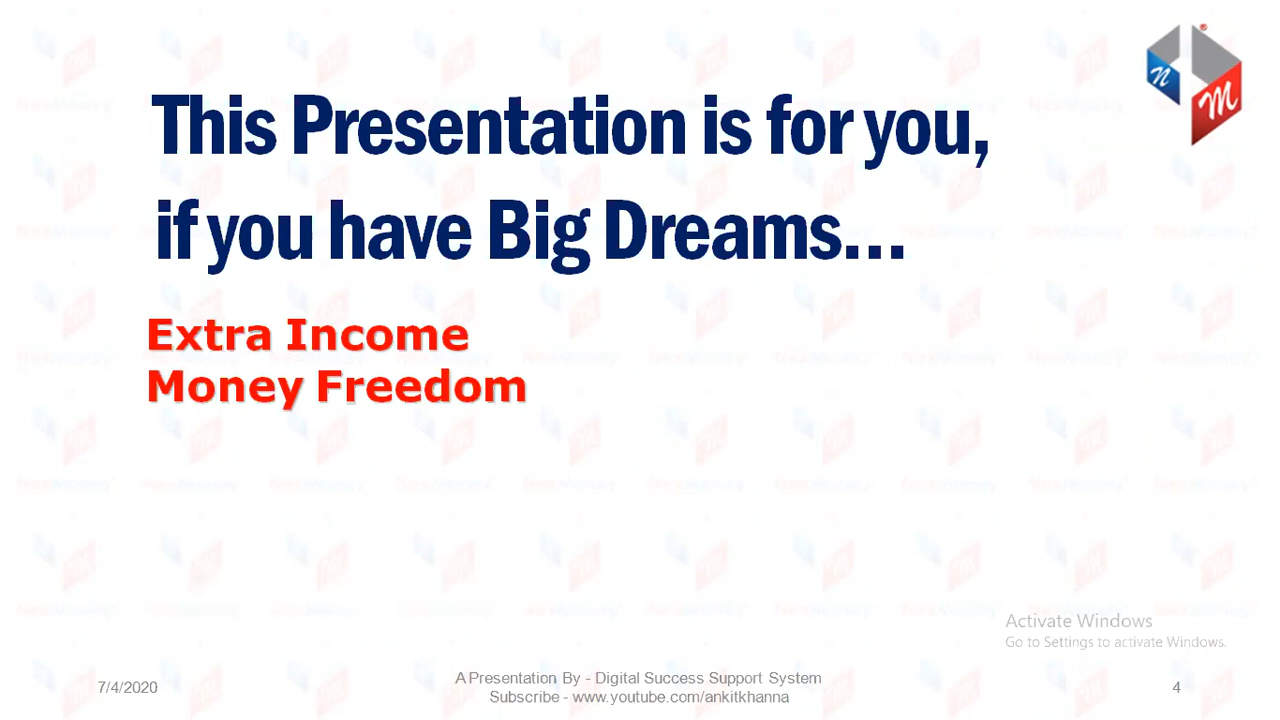 This Presentation is for you,
if you have Big Dreams...
Extra Income
Money Freedom
Activate Windows
Go to Settings to activate Windows.
7/4/2020
A Presentation By - Digital Success Support System
Subscribe - www.youtube.com/ankitkhanna
4